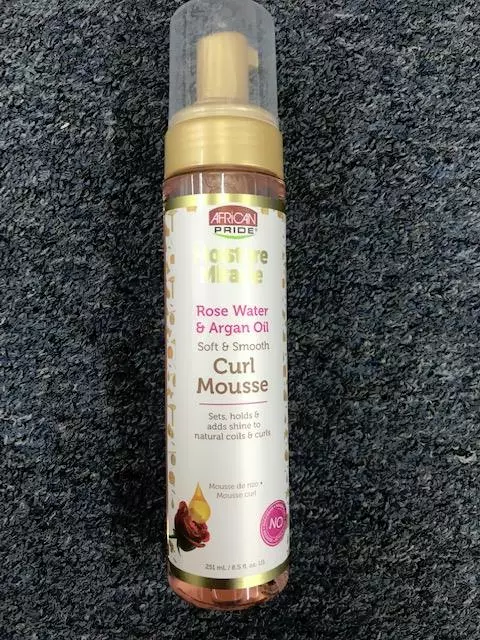 AFRICAN
PRIDE®
Moisture
Miracle
Rose Water
& Argan Oil
Soft & Smooth
Curl
Mousse
Sets, holds &
adds shine to
natural coils & curls
Mousse de rizo •
Mousse curl
NO
251 mL / 8.5 fl. oz. US